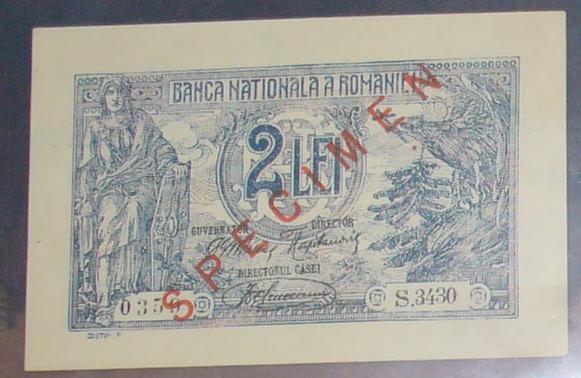 BANCA NATIONALA A ROMANIEI
2 LEI
SPECIMEN
GUVERNATOR
DIRECTOR
DIRECTORUL CASEI
S.3430